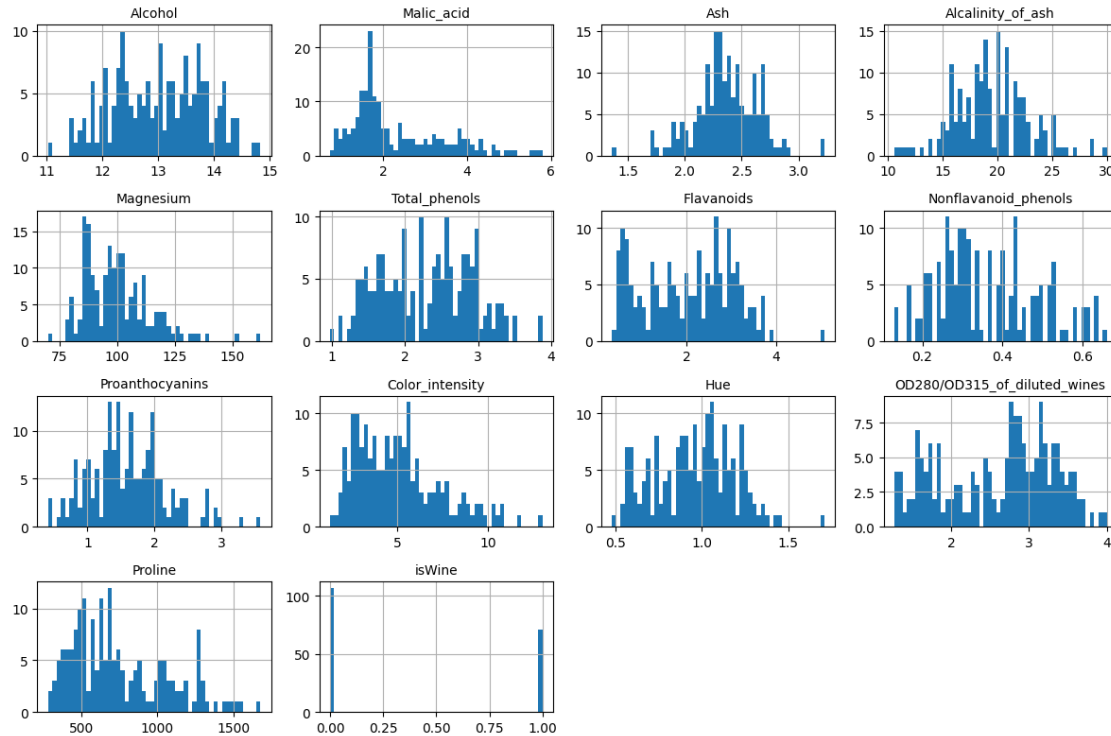 Alcohol
10
5
0
11 12 13 14 15
Malic_acid
20
10
0
2 4 6
Ash
15
10
5
0
1.5 2.0 2.5 3.0
Alcalinity_of_ash
15
10
5
0
10 15 20 25 30
Magnesium
15
10
5
0
75 100 125 150
Total_phenols
10
5
0
1 2 3 4
Flavanoids
10
5
0
2 4
Nonflavanoid_phenols
10
5
0
0.2 0.4 0.6
Proanthocyanins
10
5
0
1 2 3
Color_intensity
10
5
0
5 10
Hue
10
5
0
0.5 1.0 1.5
OD280/OD315_of_diluted_wines
7.5
5.0
2.5
0.0
2 3 4
Proline
10
5
0
500 1000 1500
isWine
100
50
0
0.00 0.25 0.50 0.75 1.00